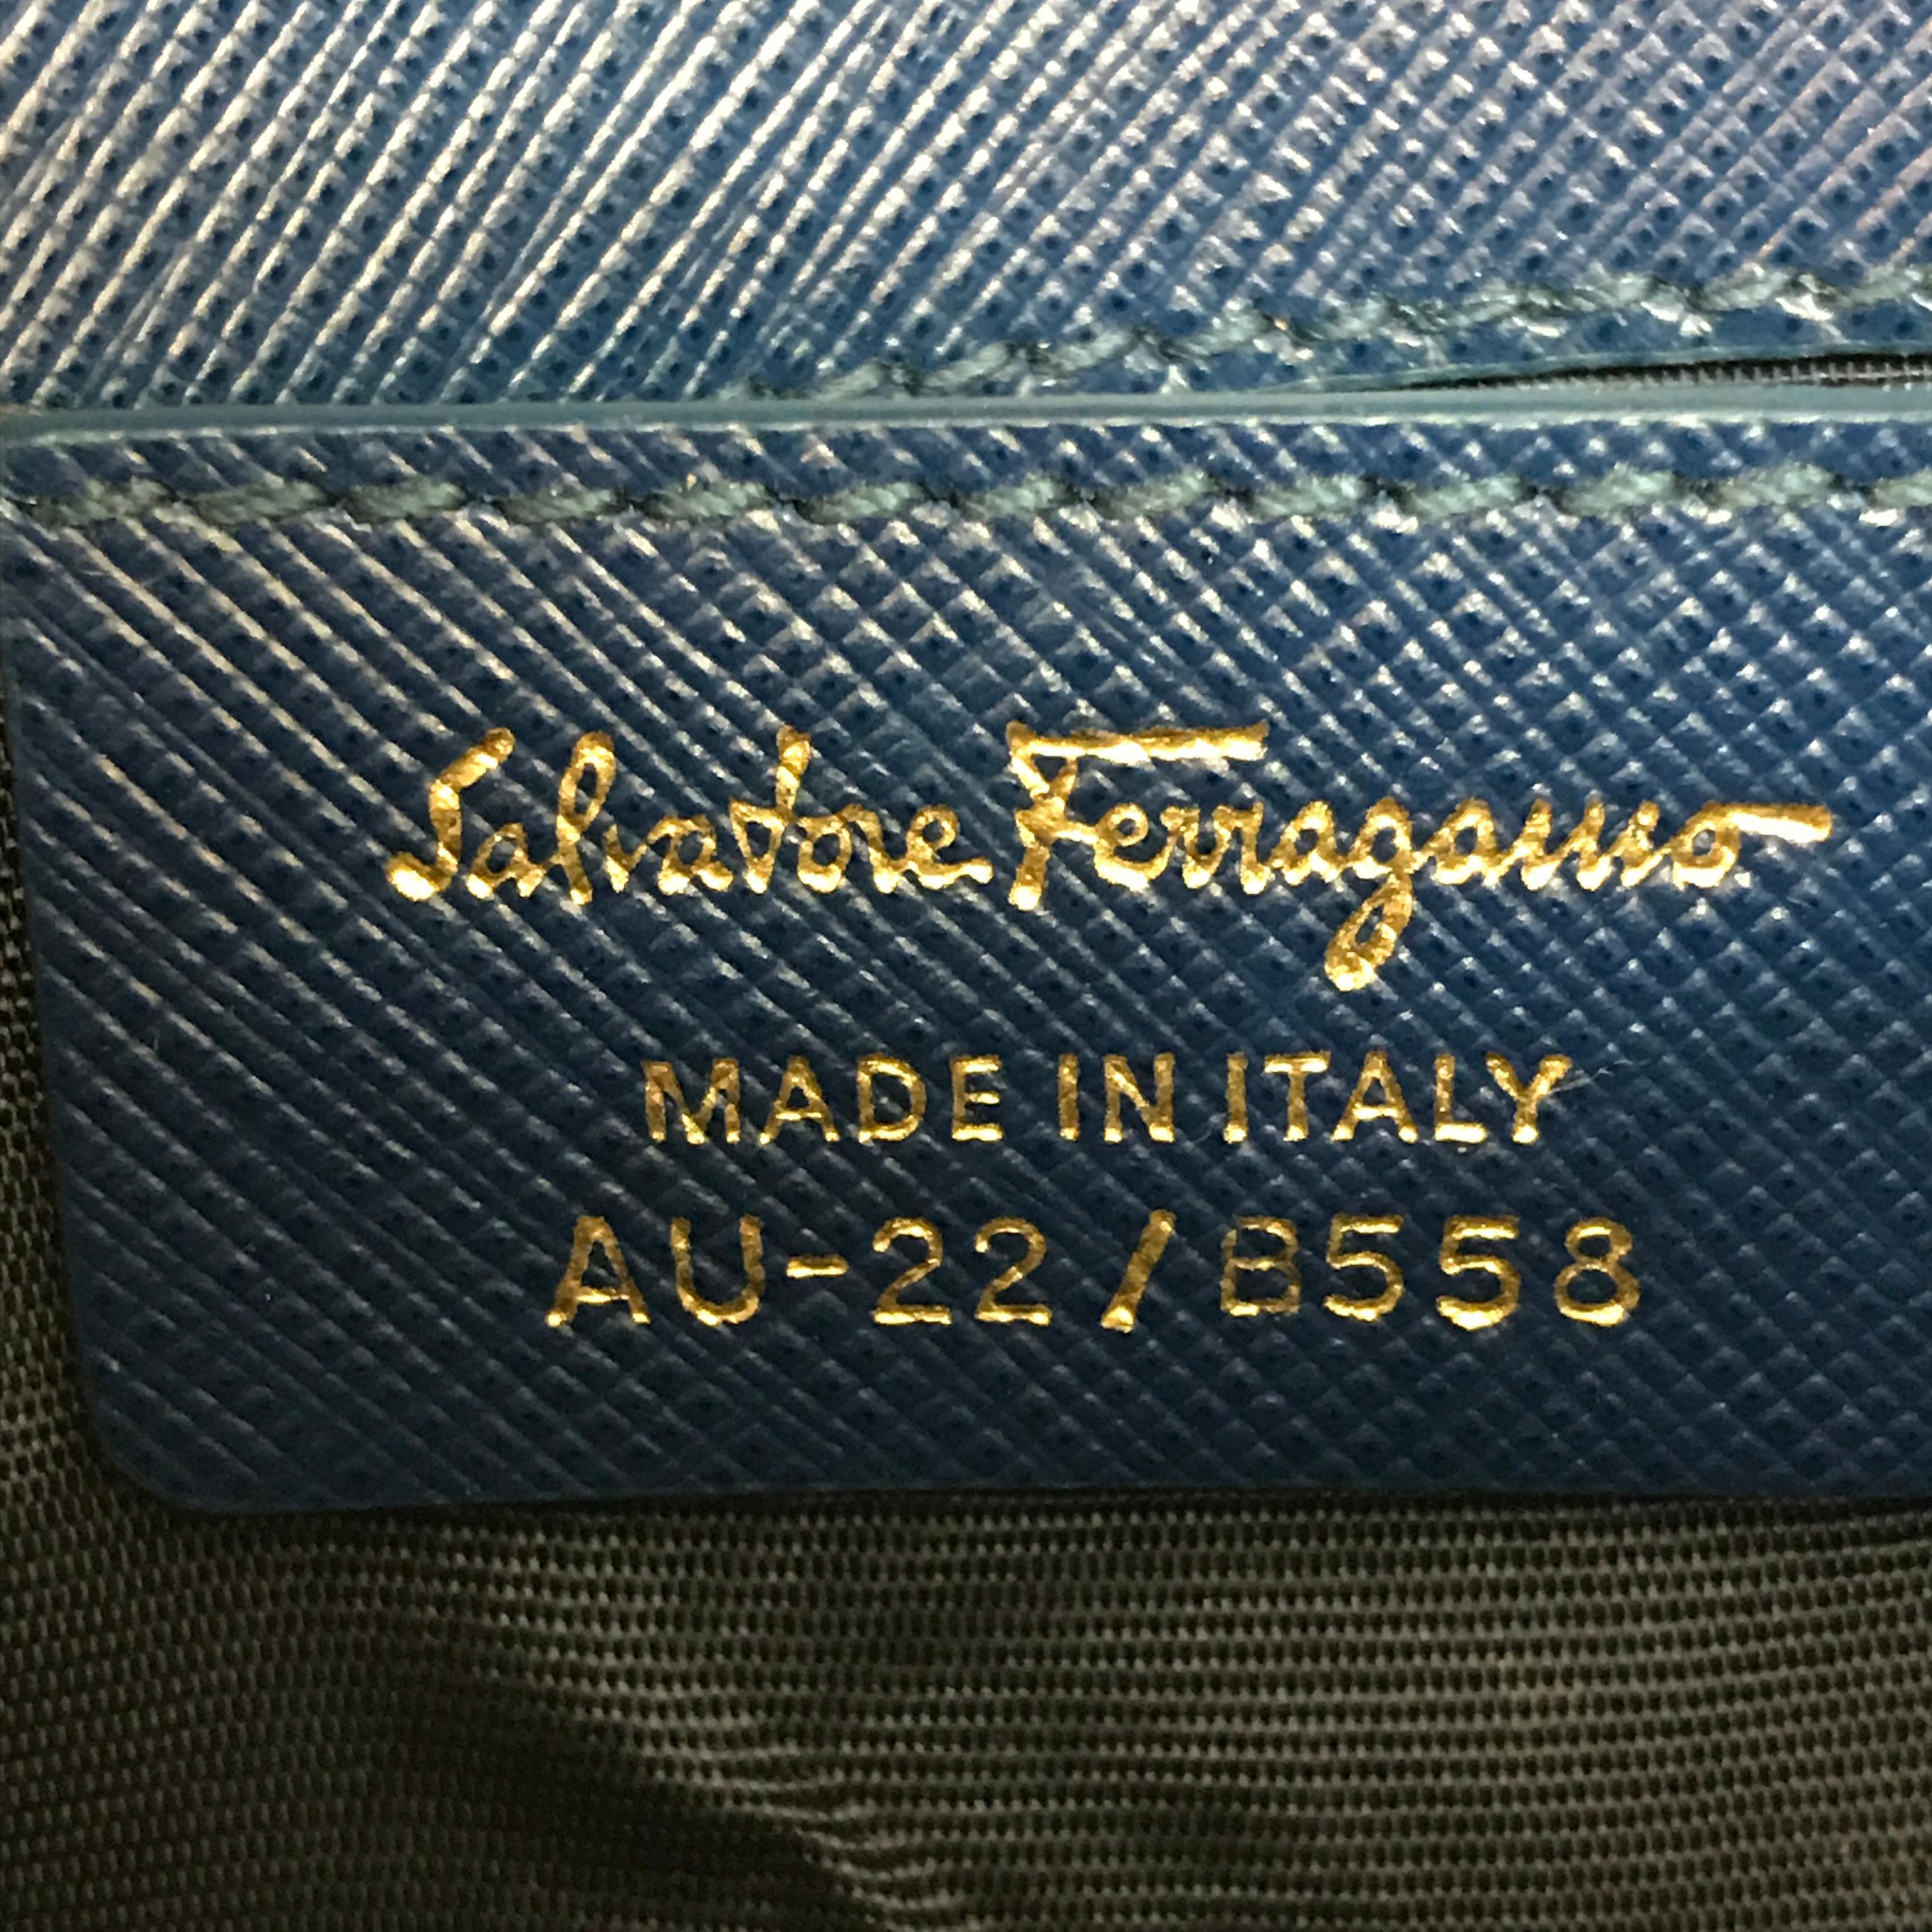 Salvatore Ferragamo
MADE IN ITALY
AU-22/B558